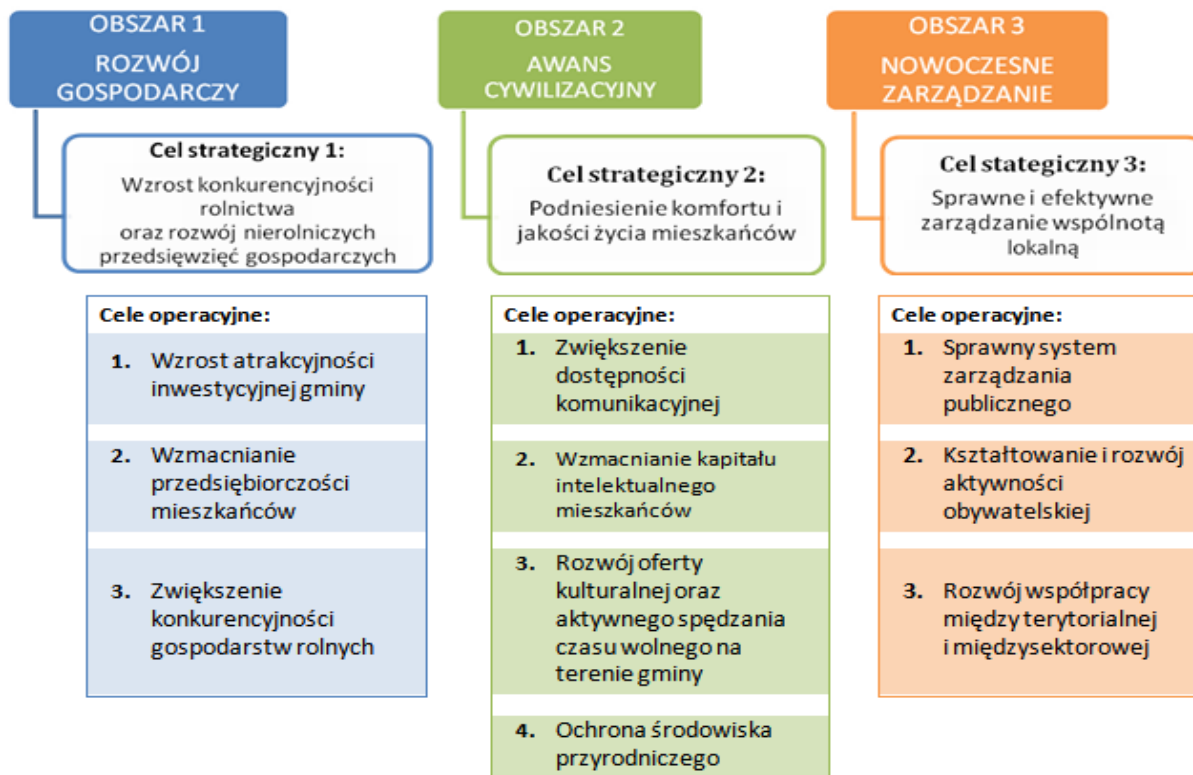 OBSZAR 1
ROZWÓJ
GOSPODARCZY
Cel strategiczny 1:
Wzrost konkurencyjności
rolnictwa
oraz rozwój nierolniczych
przedsięwzięć gospodarczych
Cele operacyjne:
1. Wzrost atrakcyjności
inwestycyjnej gminy
2. Wzmacnianie
przedsiębiorczości
mieszkańców
3. Zwiększenie
konkurencyjności
gospodarstw rolnych
OBSZAR 2
AWANS
CYWILIZACYJNY
Cel strategiczny 2:
Podniesienie komfortu i
jakości życia mieszkańców
Cele operacyjne:
1. Zwiększenie
dostępności
komunikacyjnej
2. Wzmacnianie kapitału
intelektualnego
mieszkańców
3. Rozwój oferty
kulturalnej oraz
aktywnego spędzania
czasu wolnego na
terenie gminy
4. Ochrona środowiska
przyrodniczego
OBSZAR 3
NOWOCZESNE
ZARZĄDZANIE
Cel stategiczny 3:
Sprawne i efektywne
zarządzanie wspólnotą
lokalną
Cele operacyjne:
1. Sprawny system
zarządzania
publicznego
2. Kształtowanie i rozwój
aktywności
obywatelskiej
3. Rozwój współpracy
między terytorialnej
i międzysektorowej